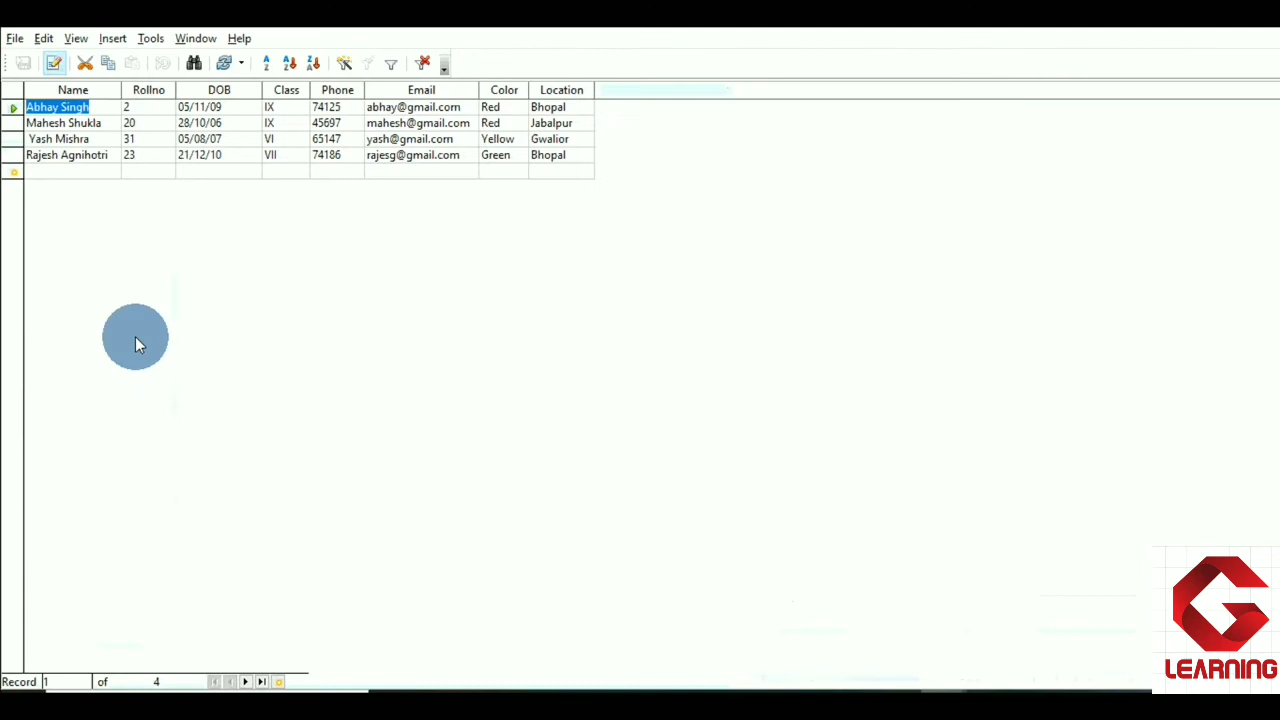 File Edit View Insert Tools Window Help
Name Rollno DOB Class Phone Email Color Location
Abhay Singh 2 05/11/09 IX 74125 abhay@gmail.com Red Bhopal
Mahesh Shukla 20 28/10/06 IX 45697 mahesh@gmail.com Red Jabalpur
Yash Mishra 31 05/08/07 VI 65147 yash@gmail.com Yellow Gwalior
Rajesh Agnihotri 23 21/12/10 VII 74186 rajesg@gmail.com Green Bhopal
Record 1 of 4
G LEARNING